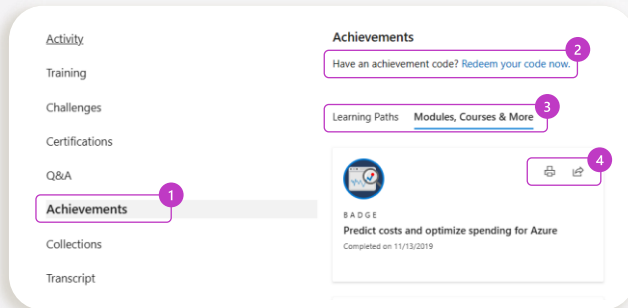 Activity
Training
Challenges
Certifications
Q&A
1
Achievements
Collections
Transcript
Achievements
2
Have an achievement code? Redeem your code now.
3
Learning Paths Modules, Courses & More
4
BADGE
Predict costs and optimize spending for Azure
Completed on 11/13/2019